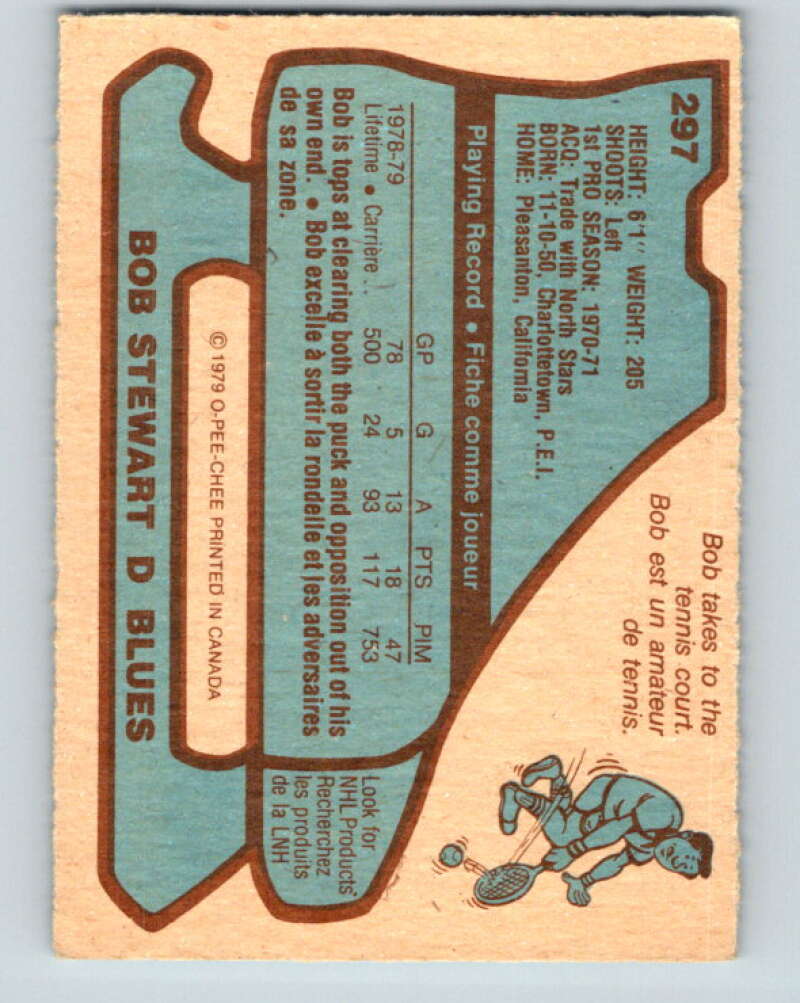 297
HEIGHT: 6'1" WEIGHT: 205
SHOOTS: Left
1st PRO SEASON: 1970-71
ACQ: Trade with North Stars
BORN: 11-10-50, Charlottetown, P.E.I.
HOME: Pleasanton, California
Bob takes to the
tennis court.
Bob est un amateur
de tennis.
Playing Record • Fiche comme joueur
GP G A PTS PIM
1978-79 78 5 13 18 47
Lifetime • Carrière .. 500 24 93 117 753
Bob is tops at clearing both the puck and opposition out of his
own end. • Bob excelle à sortir la rondelle et les adversaires
de sa zone.
Look for
NHL Products
Recherchez
les produits
de la LNH
© 1979 O-PEE-CHEE PRINTED IN CANADA
BOB STEWART D BLUES